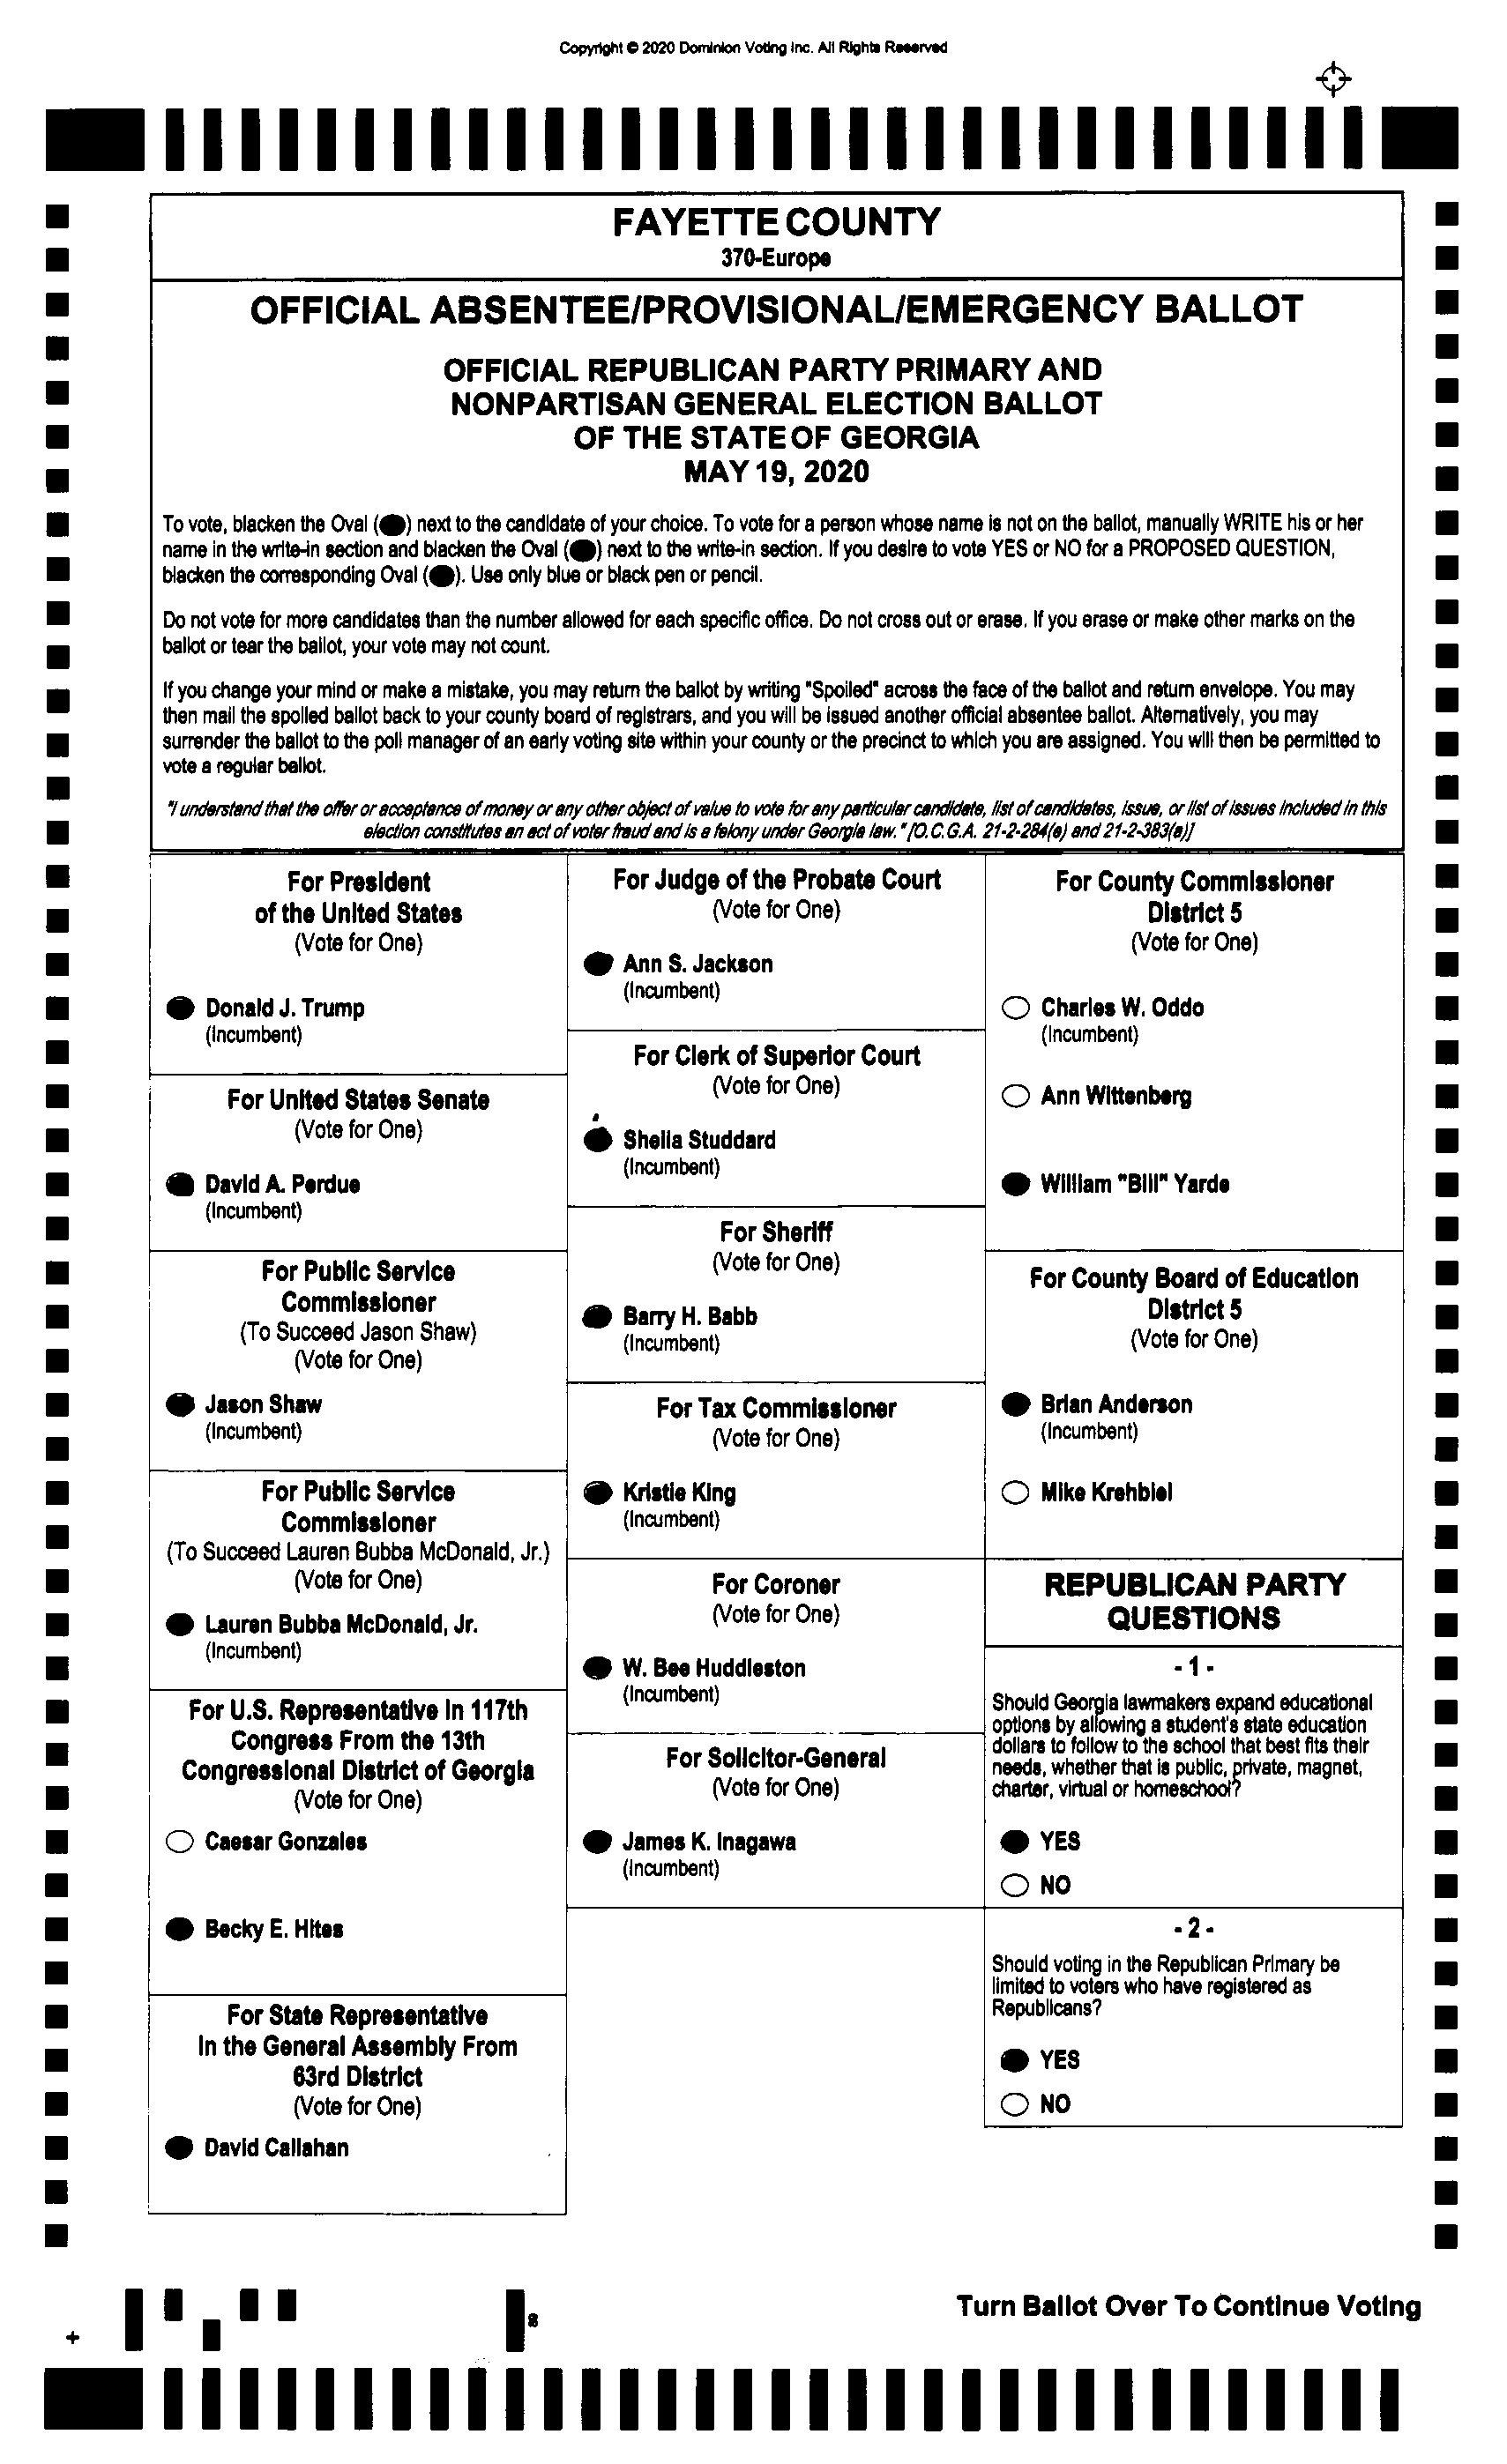 Copyright © 2020 Dominion Voting Inc. All Rights Reserved
FAYETTE COUNTY
370-Europe
OFFICIAL ABSENTEE/PROVISIONAL/EMERGENCY BALLOT
OFFICIAL REPUBLICAN PARTY PRIMARY AND
NONPARTISAN GENERAL ELECTION BALLOT
OF THE STATE OF GEORGIA
MAY 19, 2020
To vote, blacken the Oval (●) next to the candidate of your choice. To vote for a person whose name is not on the ballot, manually WRITE his or her
name in the write-in section and blacken the Oval (●) next to the write-in section. If you desire to vote YES or NO for a PROPOSED QUESTION,
blacken the corresponding Oval (●). Use only blue or black pen or pencil.
Do not vote for more candidates than the number allowed for each specific office. Do not cross out or erase. If you erase or make other marks on the
ballot or tear the ballot, your vote may not count.
If you change your mind or make a mistake, you may return the ballot by writing "Spoiled" across the face of the ballot and return envelope. You may
then mail the spoiled ballot back to your county board of registrars, and you will be issued another official absentee ballot. Alternatively, you may
surrender the ballot to the poll manager of an early voting site within your county or the precinct to which you are assigned. You will then be permitted to
vote a regular ballot.
"I understand that the offer or acceptance of money or any other object of value to vote for any particular candidate, list of candidates, issue, or list of issues included in this
election constitutes an act of voter fraud and is a felony under Georgia law." [O.C.G.A. 21-2-284(e) and 21-2-383(a)]
For President
of the United States
(Vote for One)
Donald J. Trump
(Incumbent)
For United States Senate
(Vote for One)
David A. Perdue
(Incumbent)
For Public Service
Commissioner
(To Succeed Jason Shaw)
(Vote for One)
Jason Shaw
(Incumbent)
For Public Service
Commissioner
(To Succeed Lauren Bubba McDonald, Jr.)
(Vote for One)
Lauren Bubba McDonald, Jr.
(Incumbent)
For U.S. Representative in 117th
Congress From the 13th
Congressional District of Georgia
(Vote for One)
Caesar Gonzales
Becky E. Hites
For State Representative
In the General Assembly From
63rd District
(Vote for One)
David Callahan
For Judge of the Probate Court
(Vote for One)
Ann S. Jackson
(Incumbent)
For Clerk of Superior Court
(Vote for One)
Sheila Studdard
(Incumbent)
For Sheriff
(Vote for One)
Barry H. Babb
(Incumbent)
For Tax Commissioner
(Vote for One)
Kristie King
(Incumbent)
For Coroner
(Vote for One)
W. Bee Huddleston
(Incumbent)
For Solicitor-General
(Vote for One)
James K. Inagawa
(Incumbent)
For County Commissioner
District 5
(Vote for One)
Charles W. Oddo
(Incumbent)
Ann Wittenberg
William "Bill" Yarde
For County Board of Education
District 5
(Vote for One)
Brian Anderson
(Incumbent)
Mike Krehbiel
REPUBLICAN PARTY
QUESTIONS
- 1 -
Should Georgia lawmakers expand educational
options by allowing a student's state education
dollars to follow to the school that best fits their
needs, whether that is public, private, magnet,
charter, virtual or homeschool?
YES
NO
- 2 -
Should voting in the Republican Primary be
limited to voters who have registered as
Republicans?
YES
NO
8
Turn Ballot Over To Continue Voting
+